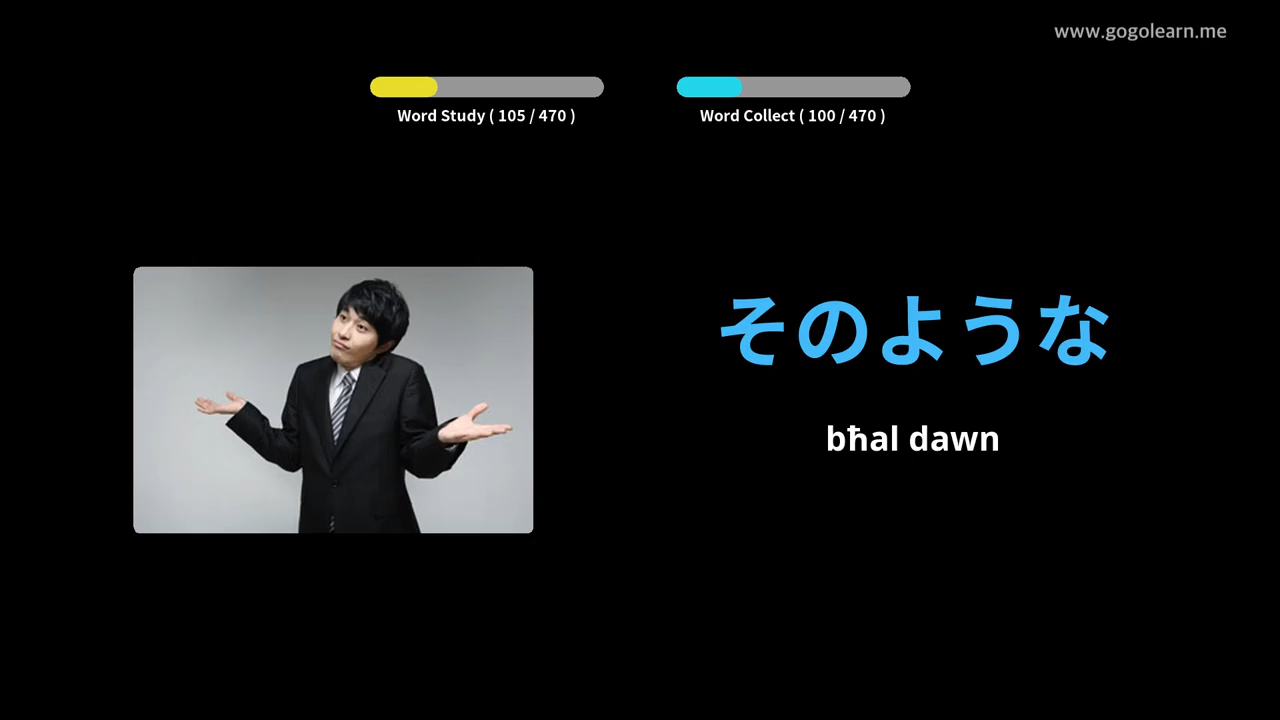 www.gogolearn.me
Word Study ( 105 / 470 )
Word Collect ( 100 / 470 )
そのような
bħal dawn